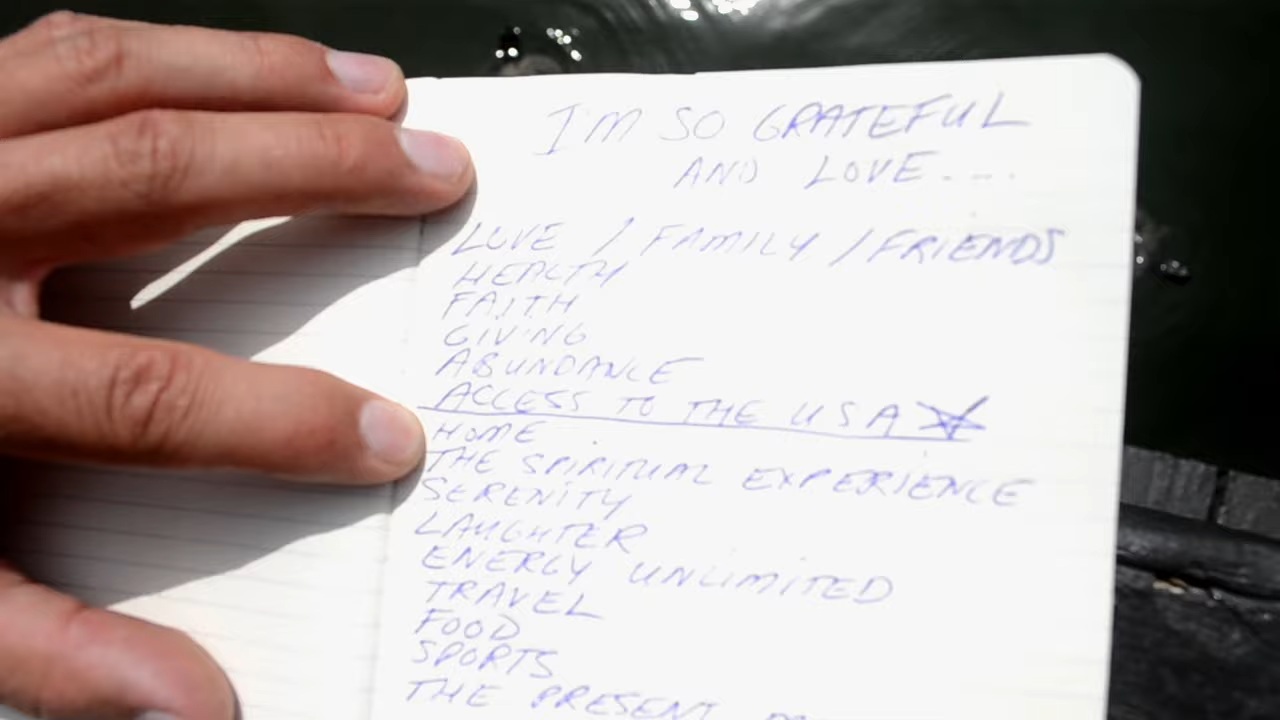 I'M SO GRATEFUL
AND LOVE....
LOVE / FAMILY / FRIENDS
HEALTH
FAITH
GIVING
ABUNDANCE
ACCESS TO THE USA
HOME
THE SPIRITUAL EXPERIENCE
SERENITY
LAUGHTER
ENERGY UNLIMITED
TRAVEL
FOOD
SPORTS
THE PRESENT